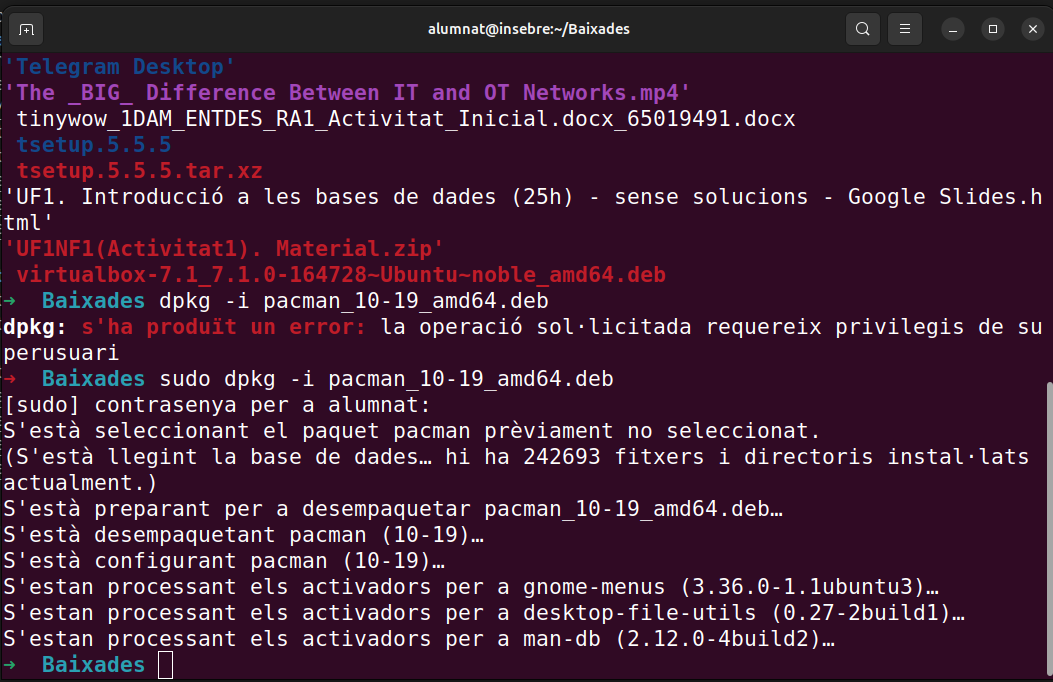 alumnat@insebre:~/Baixades
'Telegram Desktop'
'The _BIG_ Difference Between IT and OT Networks.mp4'
tinywow_1DAM_ENTDES_RA1_Activitat_Inicial.docx_65019491.docx
tsetup.5.5.5
tsetup.5.5.5.tar.xz
'UF1. Introducció a les bases de dades (25h) - sense solucions - Google Slides.h
tml'
'UF1NF1(Activitat1). Material.zip'
virtualbox-7.1_7.1.0-164728~Ubuntu~noble_amd64.deb
→ Baixades dpkg -i pacman_10-19_amd64.deb
dpkg: s'ha produït un error: la operació sol·licitada requereix privilegis de su
perusuari
→ Baixades sudo dpkg -i pacman_10-19_amd64.deb
[sudo] contrasenya per a alumnat:
S'està seleccionant el paquet pacman prèviament no seleccionat.
(S'està llegint la base de dades… hi ha 242693 fitxers i directoris instal·lats
actualment.)
S'està preparant per a desempaquetar pacman_10-19_amd64.deb…
S'està desempaquetant pacman (10-19)…
S'està configurant pacman (10-19)…
S'estan processant els activadors per a gnome-menus (3.36.0-1.1ubuntu3)…
S'estan processant els activadors per a desktop-file-utils (0.27-2build1)…
S'estan processant els activadors per a man-db (2.12.0-4build2)…
→ Baixades